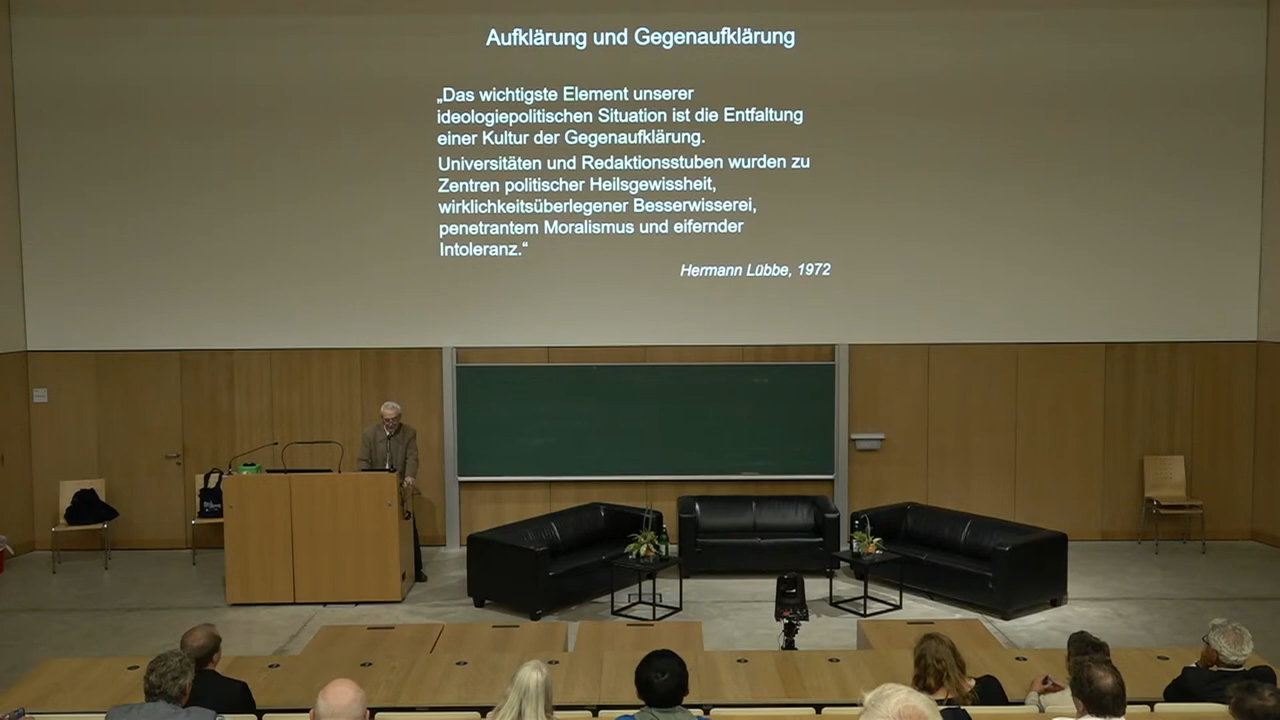 Aufklärung und Gegenaufklärung
„Das wichtigste Element unserer
ideologiepolitischen Situation ist die Entfaltung
einer Kultur der Gegenaufklärung.
Universitäten und Redaktionsstuben wurden zu
Zentren politischer Heilsgewissheit,
wirklichkeitsüberlegener Besserwisserei,
penetrantem Moralismus und eifernder
Intoleranz.“
Hermann Lübbe, 1972